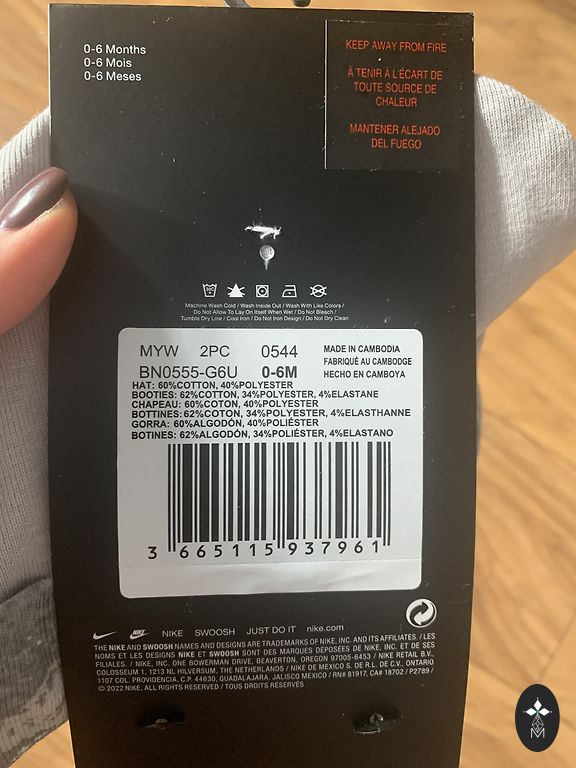 0-6 Months
0-6 Mois
0-6 Meses
KEEP AWAY FROM FIRE
À TENIR À L'ÉCART DE
TOUTE SOURCE DE
CHALEUR
MANTENER ALEJADO
DEL FUEGO
Machine Wash Cold / Wash Inside Out / Wash With Like Colors /
Do Not Allow To Lay On Itself When Wet / Do Not Bleach /
Tumble Dry Low / Cool Iron / Do Not Iron Design / Do Not Dry Clean
MYW 2PC 0544
BN0555-G6U 0-6M
MADE IN CAMBODIA
FABRIQUÉ AU CAMBODGE
HECHO EN CAMBOYA
HAT: 60%COTTON, 40%POLYESTER
BOOTIES: 62%COTTON, 34%POLYESTER, 4%ELASTANE
CHAPEAU: 60%COTON, 40%POLYESTER
BOTTINES: 62%COTON, 34%POLYESTER, 4%ELASTHANNE
GORRA: 60%ALGODÓN, 40%POLIÉSTER
BOTINES: 62%ALGODÓN, 34%POLIÉSTER, 4%ELASTANO
3 665115 937961
NIKE NIKE SWOOSH JUST DO IT nike.com
THE NIKE AND SWOOSH NAMES AND DESIGNS ARE TRADEMARKS OF NIKE, INC. AND ITS AFFILIATES. / LES
NOMS ET LES DESIGNS NIKE ET SWOOSH SONT DES MARQUES DÉPOSÉES DE NIKE, INC. ET DE SES
FILIALES. / NIKE, INC. ONE BOWERMAN DRIVE, BEAVERTON, OREGON 97005-6453 / NIKE RETAIL B.V.,
COLOSSEUM 1, 1213 NL HILVERSUM, THE NETHERLANDS / NIKE DE MEXICO S. DE R.L. DE C.V., ONTARIO
1107 COL. PROVIDENCIA, C.P. 44630, GUADALAJARA, JALISCO MEXICO / RN# 81917, CA# 18702 / P2789 /
© 2022 NIKE, ALL RIGHTS RESERVED / TOUS DROITS RÉSERVÉS
M